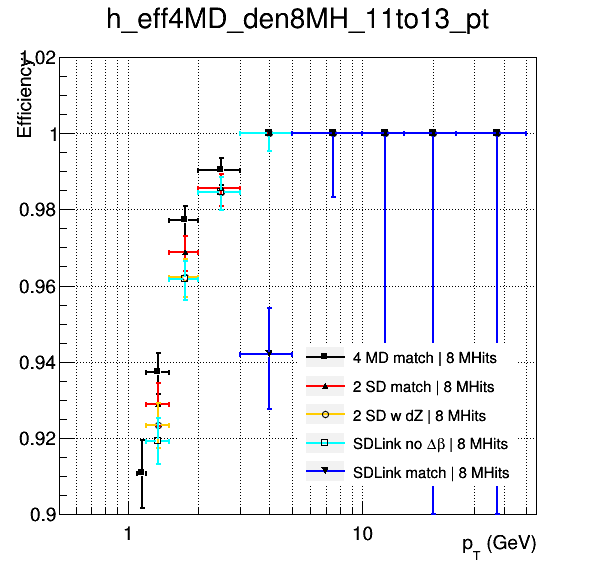 h_eff4MD_den8MH_11to13_pt
Efficiency
1.02
1
0.98
0.96
0.94
0.92
0.9
4 MD match | 8 MHits
2 SD match | 8 MHits
2 SD w dZ | 8 MHits
SDLink no Δβ | 8 MHits
SDLink match | 8 MHits
1
10
p_T (GeV)